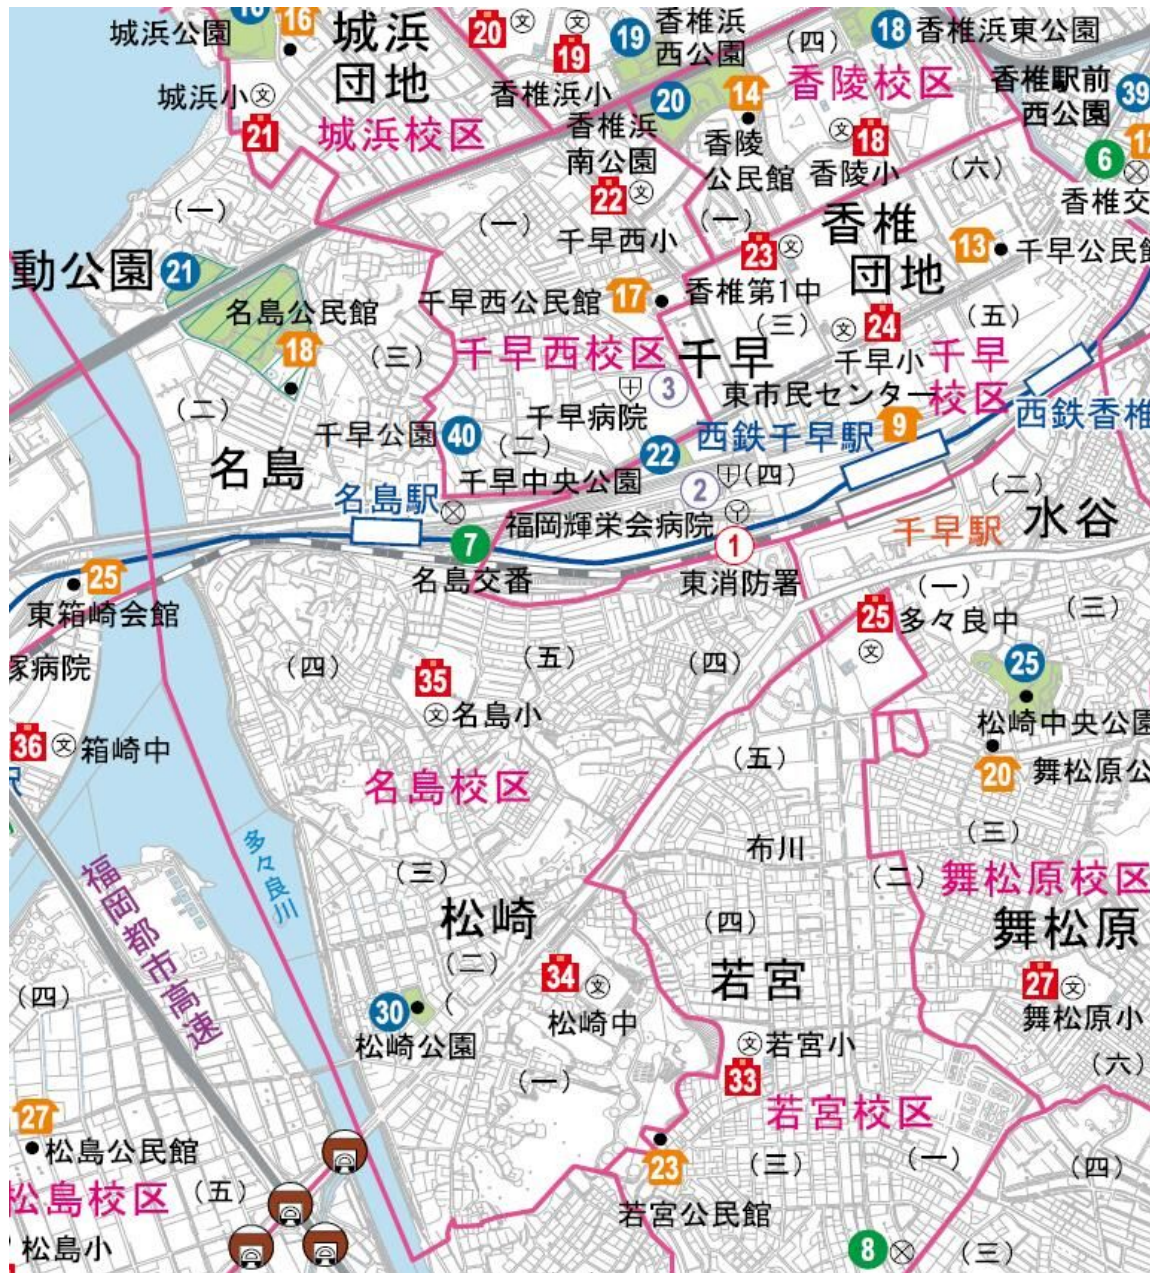 16
城浜公園
城浜
団地
20
文
文
19
19
香椎浜
西公園
(四)
18
香椎浜東公園
城浜小
文
21
城浜校区
香椎浜小
20
14
香陵校区
香椎駅前
西公園
39
香椎浜
南公園
香陵
公民館
文
18
香陵小
(六)
6
香椎交
(一)
22
文
(一)
千早西小
(一)
23
文
香椎
団地
13
千早公民館
動公園
21
名島公民館
18
千早西公民館
17
香椎第1中
(三)
文
24
(五)
(三)
千早西校区
千早
千早小
千早
校区
3
東市民センター
(二)
千早病院
千早公園
40
(二)
西鉄千早駅
9
西鉄香椎
名島
千早中央公園
22
(四)
名島駅
2
(二)
水谷
福岡輝栄会病院
千早駅
7
1
名島交番
東消防署
25
東箱崎会館
(一)
25
多々良中
(三)
塚病院
(四)
(五)
(四)
文
25
35
文
名島小
松崎中央公園
36
文
箱崎中
駅
(五)
20
舞松原公
名島校区
多々良川
布川
(三)
福岡都市高速
(三)
(二)
舞松原校区
松崎
(四)
舞松原
(二)
(四)
34
文
若宮
27
文
30
(
松崎中
舞松原小
松崎公園
文
若宮小
(六)
(一)
33
若宮校区
27
松島公民館
23
(三)
(一)
(四)
松島校区
(五)
若宮公民館
松島小
8
(三)